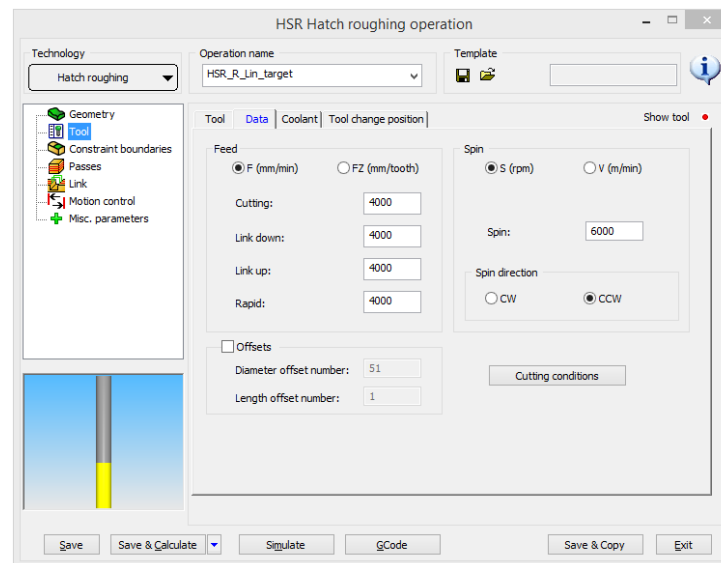 HSR Hatch roughing operation
Technology
Hatch roughing
Operation name
HSR_R_Lin_target
Template
Geometry
Tool
Constraint boundaries
Passes
Link
Motion control
Misc. parameters
Tool Data Coolant Tool change position Show tool
Feed
F (mm/min) FZ (mm/tooth)
Cutting: 4000
Link down: 4000
Link up: 4000
Rapid: 4000
Spin
S (rpm) V (m/min)
Spin: 6000
Spin direction
CW CCW
Offsets
Diameter offset number: 51
Length offset number: 1
Cutting conditions
Save Save & Calculate Simulate GCode Save & Copy Exit